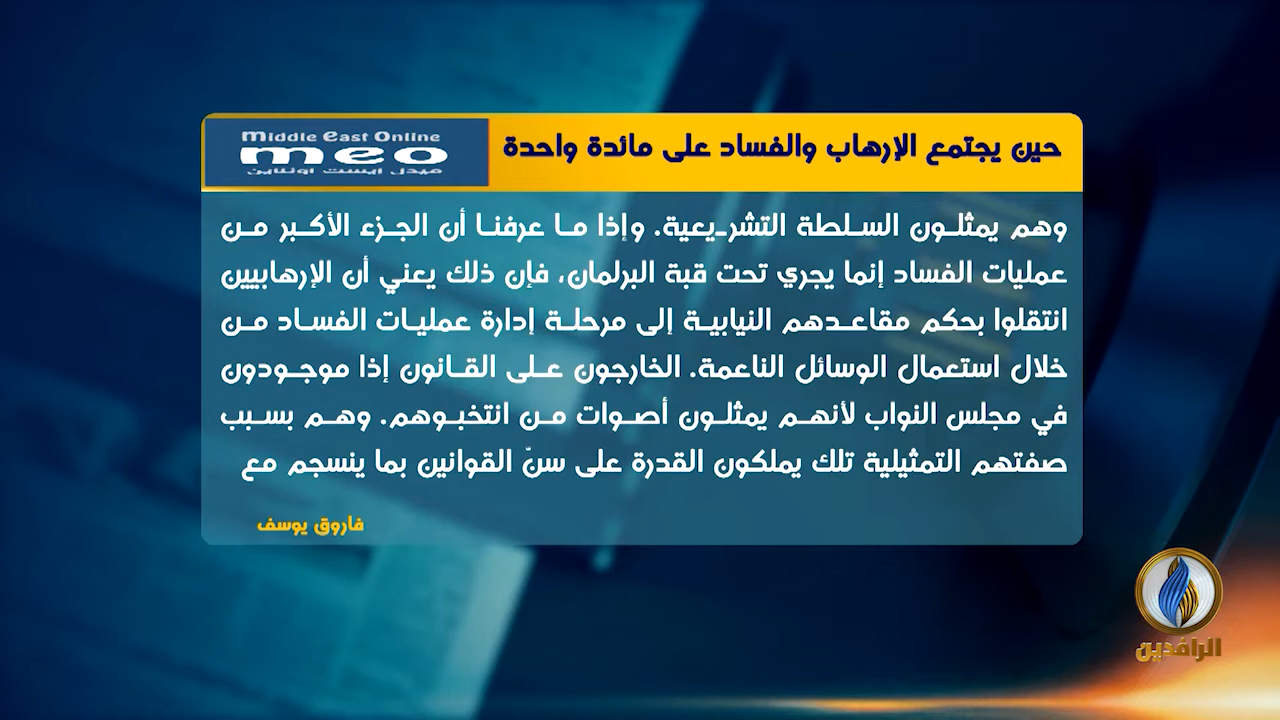 حين يجتمع الإرهاب والفساد على مائدة واحدة
Middle East Online
meo
ميدل ايست اونلاين
وهم يمثلون السلطة التشريعية. وإذا ما عرفنا أن الجزء الأكبر من
عمليات الفساد إنما يجري تحت قبة البرلمان، فإن ذلك يعني أن الإرهابيين
انتقلوا بحكم مقاعدهم النيابية إلى مرحلة إدارة عمليات الفساد من
خلال استعمال الوسائل الناعمة. الخارجون على القانون إذا موجودون
في مجلس النواب لأنهم يمثلون أصوات من انتخبوهم. وهم بسبب
صفتهم التمثيلية تلك يملكون القدرة على سنّ القوانين بما ينسجم مع
فاروق يوسف
الرافدين